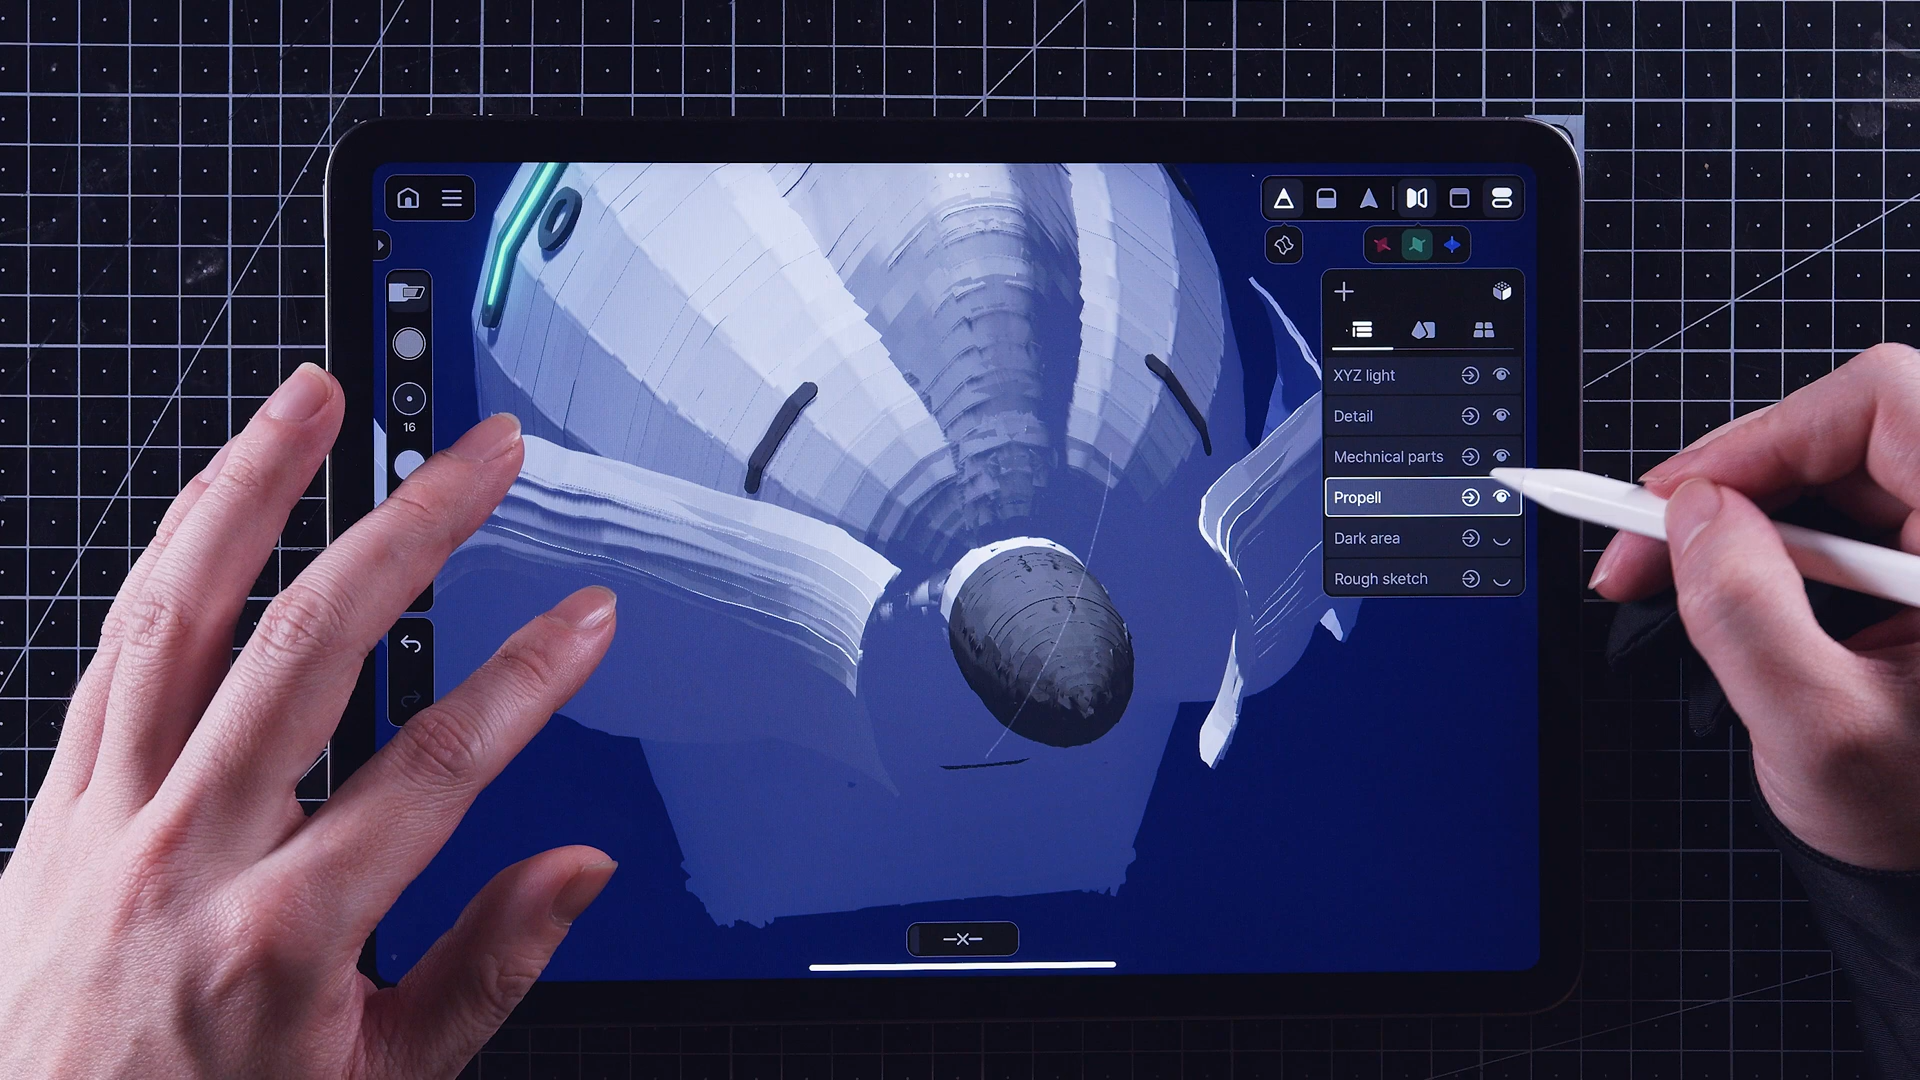 16
XYZ light
Detail
Mechnical parts
Propell
Dark area
Rough sketch